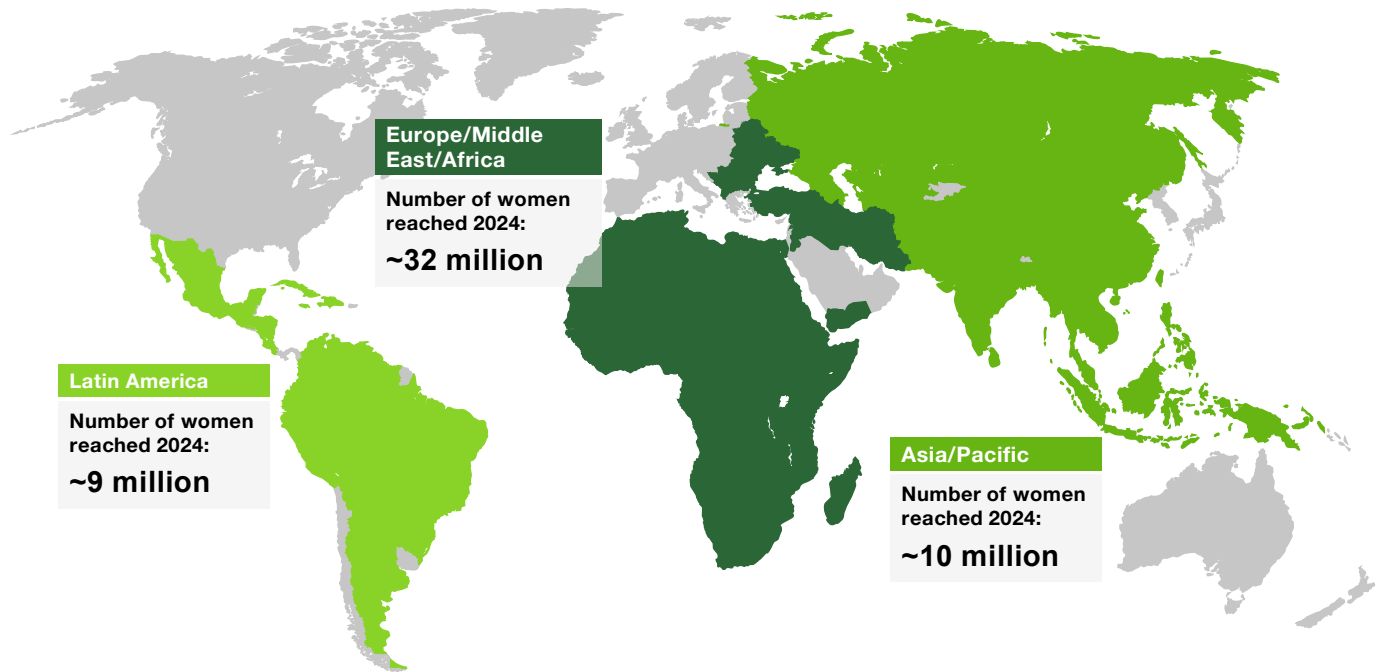 Europe/Middle
East/Africa
Number of women
reached 2024:
~32 million
Latin America
Number of women
reached 2024:
~9 million
Asia/Pacific
Number of women
reached 2024:
~10 million